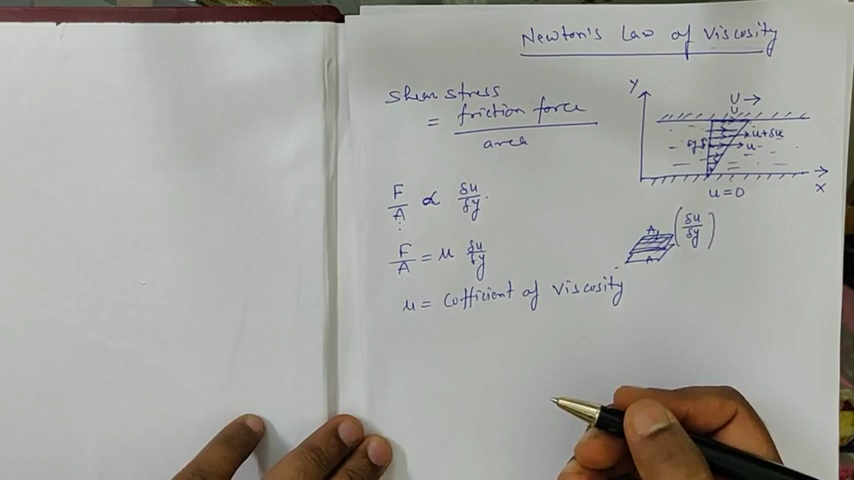 Newton's Law of Viscosity
Shear stress
= friction force
area
F/A ∝ δu/δy
F/A = μ δu/δy
μ = Cofficient of Viscosity
Y
U →
U
u+δu
δy
u
u = 0
X
A
(δu/δy)
A